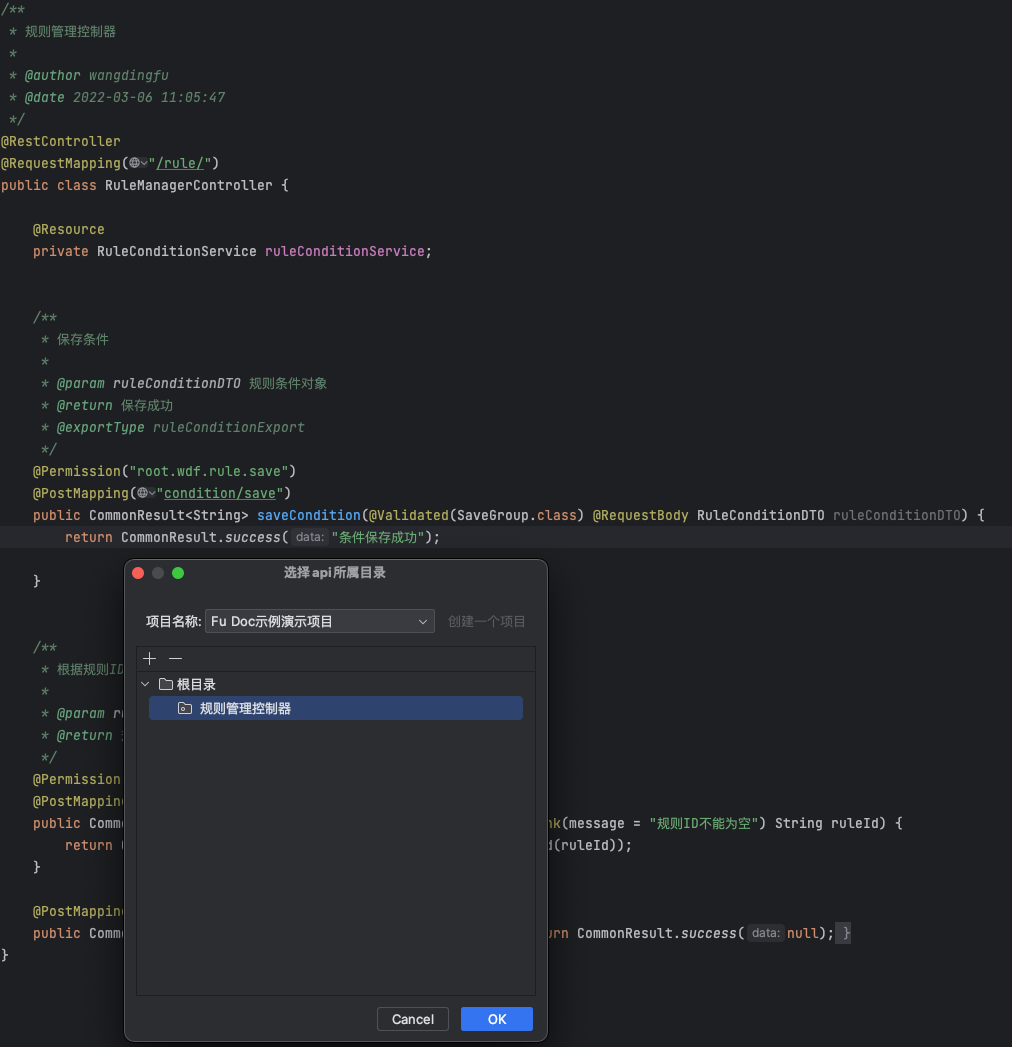 /**
 * 规则管理控制器
 *
 * @author wangdingfu
 * @date 2022-03-06 11:05:47
 */
@RestController
@RequestMapping("/rule/")
public class RuleManagerController {
@Resource
private RuleConditionService ruleConditionService;
/**
 * 保存条件
 *
 * @param ruleConditionDTO 规则条件对象
 * @return 保存成功
 * @exportType ruleConditionExport
 */
@Permission("root.wdf.rule.save")
@PostMapping("condition/save")
public CommonResult<String> saveCondition(@Validated(SaveGroup.class) @RequestBody RuleConditionDTO ruleConditionDTO) {
return CommonResult.success( data: "条件保存成功");
}
/**
 * 根据规则ID
 *
 * @param
 * @return
 */
@Permission
@PostMapping
public
(message = "规则ID不能为空") String ruleId) {
return
(ruleId));
}
@PostMapping
public
CommonResult.success( data: null); }
}
选择api所属目录
项目名称: Fu Doc示例演示项目 创建一个项目
根目录
规则管理控制器
Cancel OK